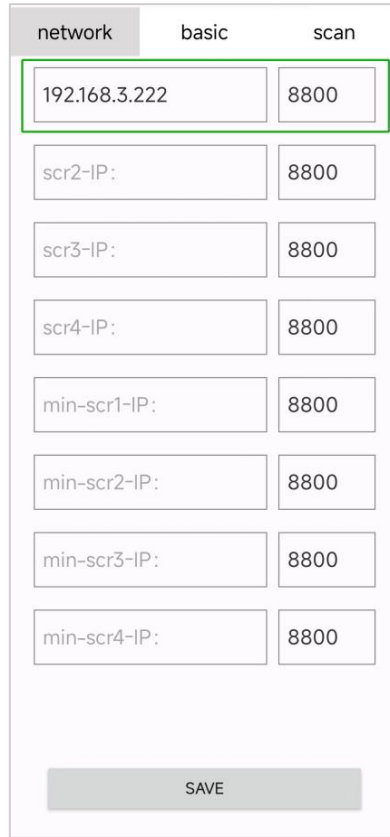 network basic scan
192.168.3.222 8800
scr2-IP: 8800
scr3-IP: 8800
scr4-IP: 8800
min-scr1-IP: 8800
min-scr2-IP: 8800
min-scr3-IP: 8800
min-scr4-IP: 8800
SAVE